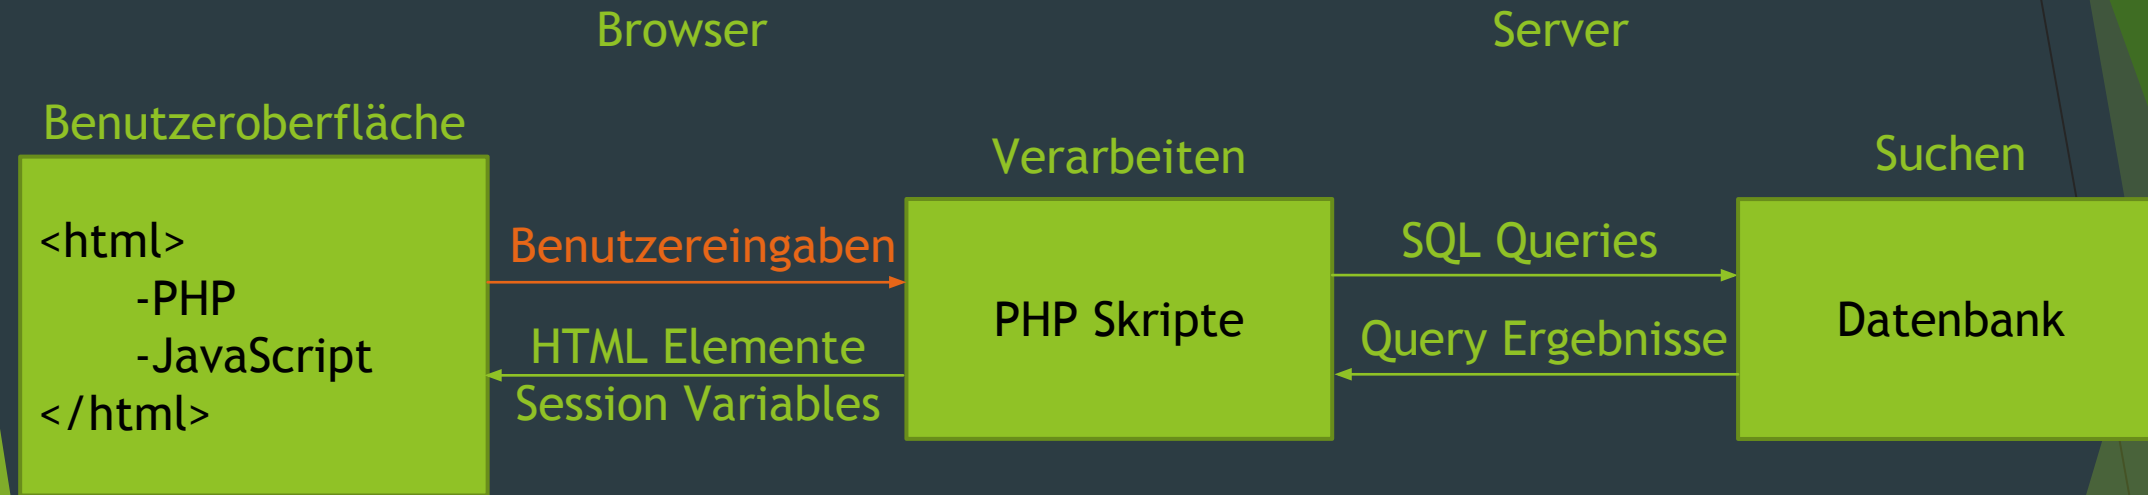 Browser
Server
Benutzeroberfläche
<html>
-PHP
-JavaScript
</html>
Benutzereingaben
HTML Elemente
Session Variables
Verarbeiten
PHP Skripte
SQL Queries
Query Ergebnisse
Suchen
Datenbank